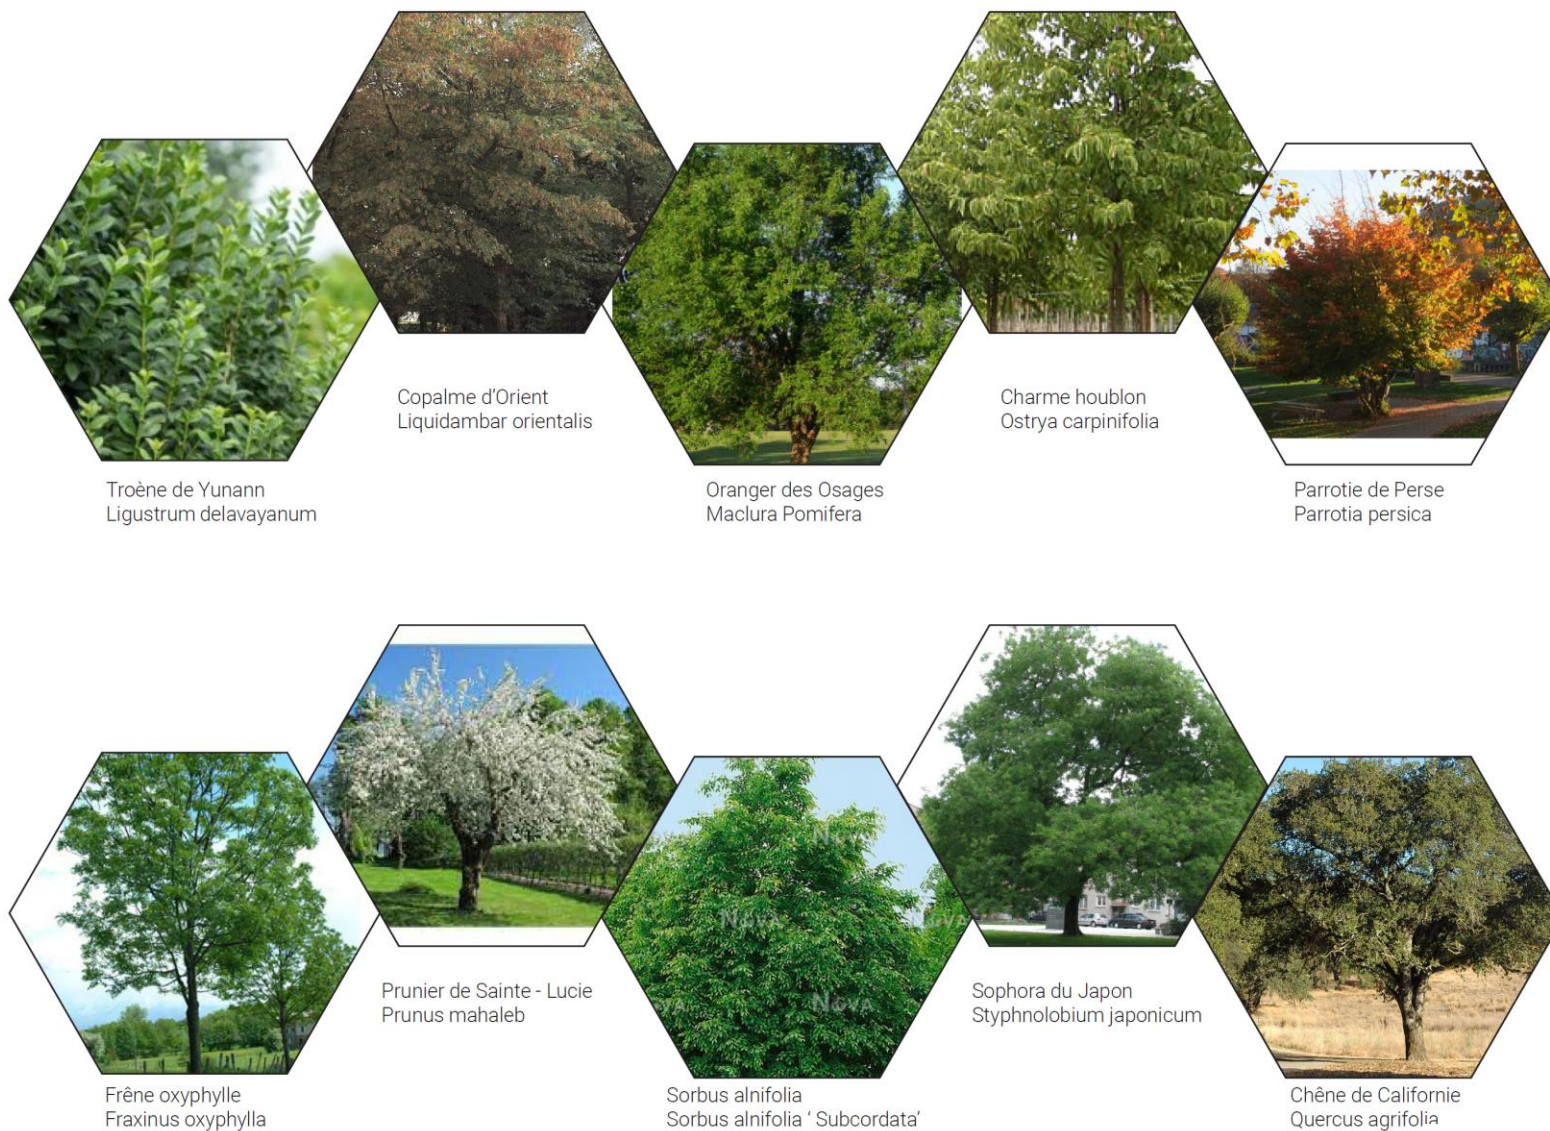 Copalme d'Orient
Liquidambar orientalis
Charme houblon
Ostrya carpinifolia
Troène de Yunann
Ligustrum delavayanum
Oranger des Osages
Maclura Pomifera
Parrotie de Perse
Parrotia persica
Prunier de Sainte - Lucie
Prunus mahaleb
Sophora du Japon
Styphnolobium japonicum
Frêne oxyphylle
Fraxinus oxyphylla
Sorbus alnifolia
Sorbus alnifolia ‘ Subcordata’
Chêne de Californie
Quercus agrifolia